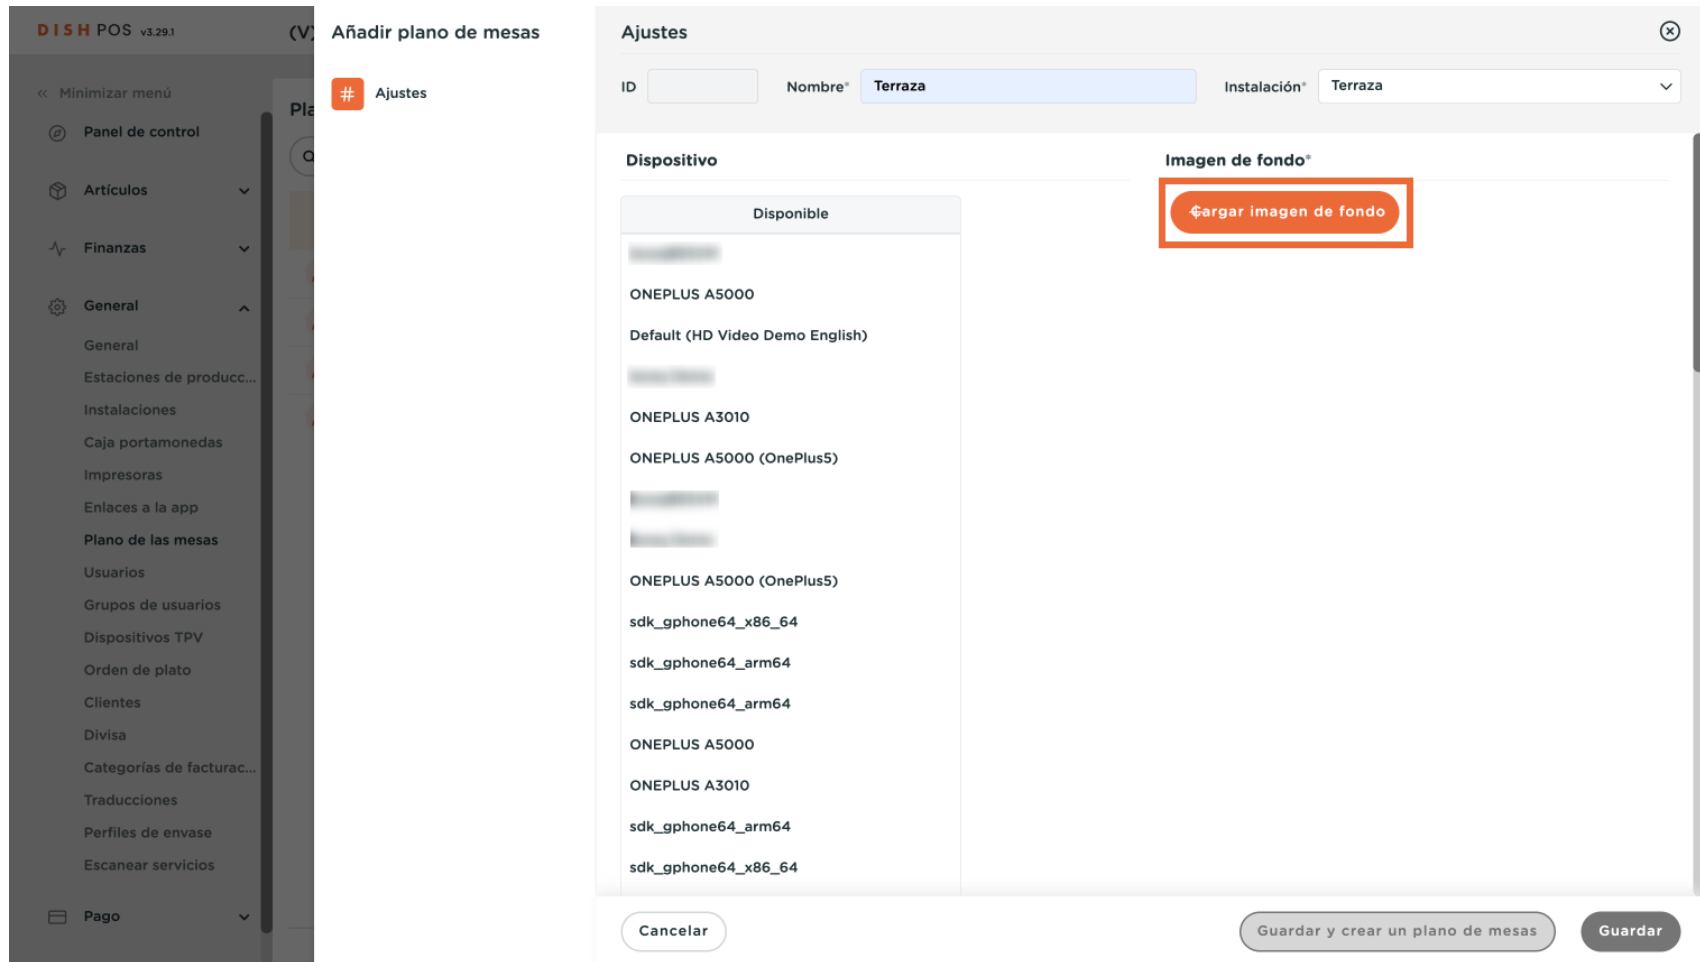 DISH POS v3.29.1
(V)
Minimizar menú
Panel de control
Artículos
Finanzas
General
General
Estaciones de producc...
Instalaciones
Caja portamonedas
Impresoras
Enlaces a la app
Plano de las mesas
Usuarios
Grupos de usuarios
Dispositivos TPV
Orden de plato
Clientes
Divisa
Categorías de facturac...
Traducciones
Perfiles de envase
Escanear servicios
Pago
Pla
Añadir plano de mesas
# Ajustes
Ajustes
ID
Nombre* Terraza
Instalación* Terraza
Dispositivo
Disponible
ONEPLUS A5000
Default (HD Video Demo English)
ONEPLUS A3010
ONEPLUS A5000 (OnePlus5)
ONEPLUS A5000 (OnePlus5)
sdk_gphone64_x86_64
sdk_gphone64_arm64
sdk_gphone64_arm64
ONEPLUS A5000
ONEPLUS A3010
sdk_gphone64_arm64
sdk_gphone64_x86_64
Imagen de fondo*
Cargar imagen de fondo
Cancelar
Guardar y crear un plano de mesas
Guardar